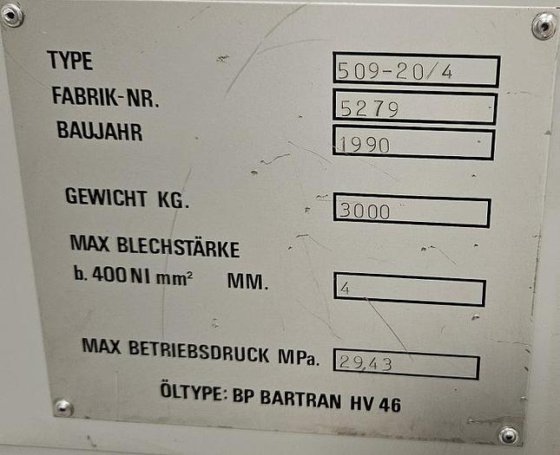 TYPE 509-20/4
FABRIK-NR. 5279
BAUJAHR 1990
GEWICHT KG. 3000
MAX BLECHSTÄRKE
b. 400 N I mm² MM. 4
MAX BETRIEBSDRUCK MPa. 29,43
ÖLTYPE: BP BARTRAN HV 46